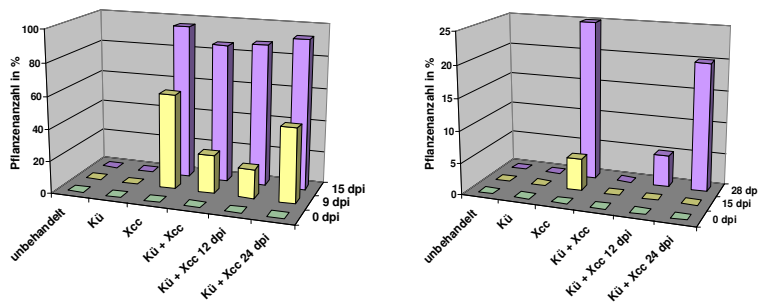 Pflanzenanzahl in %
100
80
60
40
20
0
unbehandelt
Kü
Xcc
Kü + Xcc
Kü + Xcc 12 dpi
Kü + Xcc 24 dpi
15 dpi
9 dpi
0 dpi
Pflanzenanzahl in %
25
20
15
10
5
0
unbehandelt
Kü
Xcc
Kü + Xcc
Kü + Xcc 12 dpi
Kü + Xcc 24 dpi
28 dp
15 dpi
0 dpi